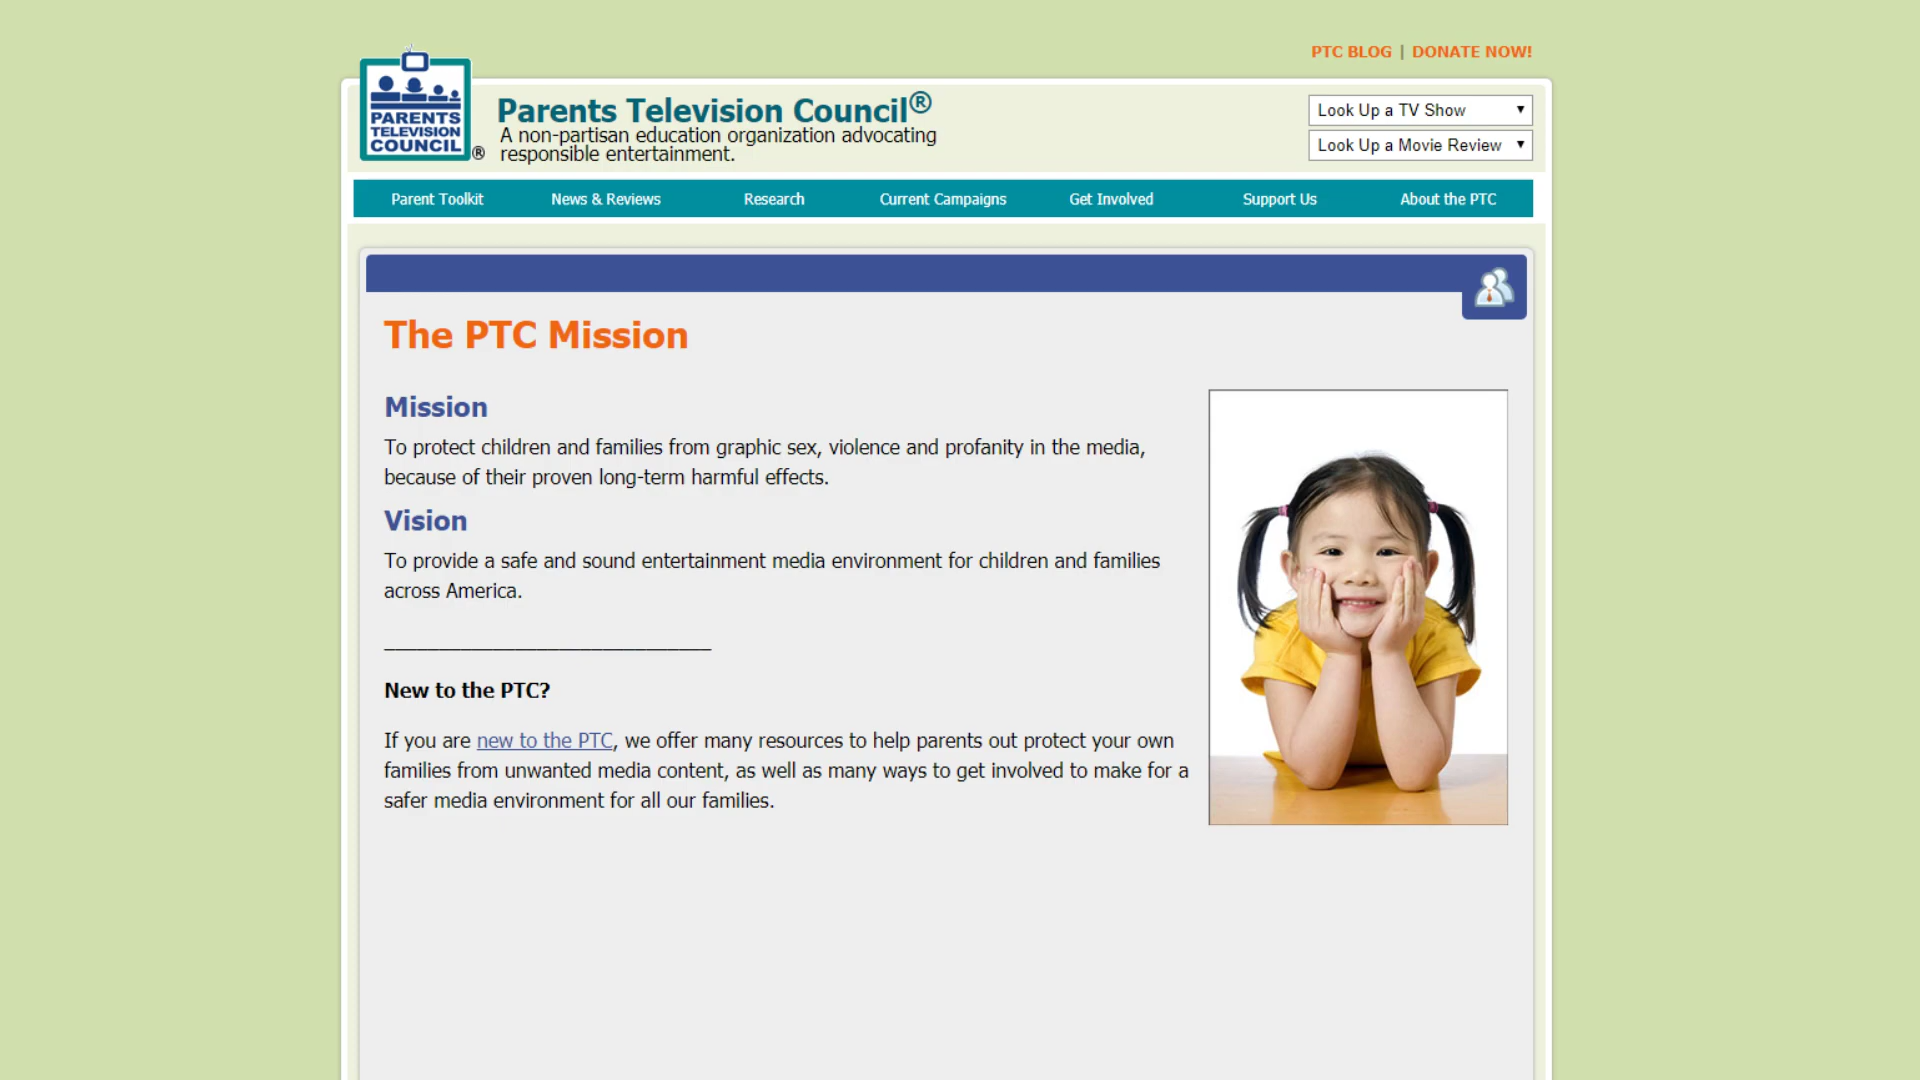 PTC BLOG | DONATE NOW!
PARENTS
TELEVISION
COUNCIL ®
Parents Television Council®
A non-partisan education organization advocating
responsible entertainment.
Look Up a TV Show
Look Up a Movie Review
Parent Toolkit News & Reviews Research Current Campaigns Get Involved Support Us About the PTC
The PTC Mission
Mission
To protect children and families from graphic sex, violence and profanity in the media,
because of their proven long-term harmful effects.
Vision
To provide a safe and sound entertainment media environment for children and families
across America.
______________________________
New to the PTC?
If you are new to the PTC, we offer many resources to help parents out protect your own
families from unwanted media content, as well as many ways to get involved to make for a
safer media environment for all our families.